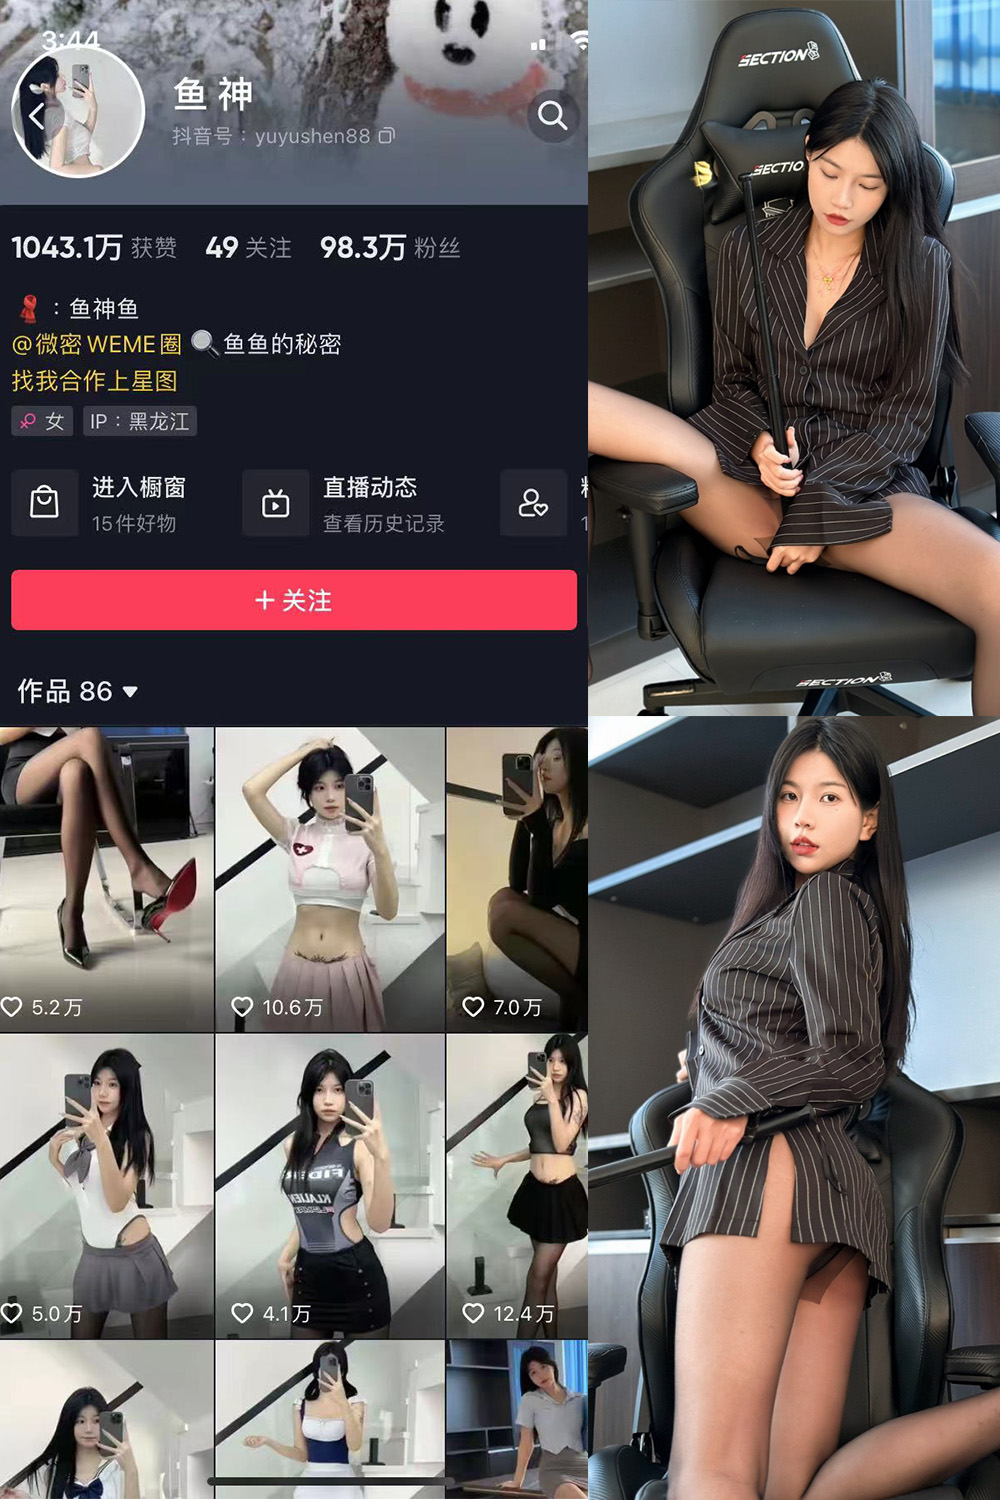 3:44
鱼神
抖音号：yuyushen88
1043.1万 获赞 49 关注 98.3万 粉丝
：鱼神鱼
@微密WEME圈 鱼鱼的秘密
找我合作上星图
女 IP：黑龙江
进入橱窗
15件好物
直播动态
查看历史记录
+ 关注
作品 86
5.2万
10.6万
7.0万
5.0万
4.1万
12.4万
SECTION
SECTIO
SECTION